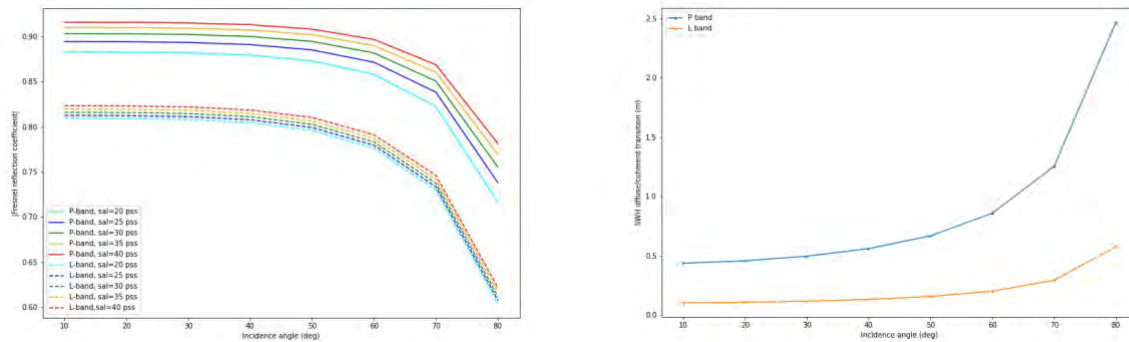 |Fresnel reflection coefficient|
0.90
0.85
0.80
0.75
0.70
0.65
0.60
P-band, sal=20 pss
P-band, sal=25 pss
P-band, sal=30 pss
P-band, sal=35 pss
P-band, sal=40 pss
L-band, sal=20 pss
L-band, sal=25 pss
L-band, sal=30 pss
L-band, sal=35 pss
L-band,sal=40 pss
10 20 30 40 50 60 70 80
Incidence angle (deg)
SWH diffuse/coherent transition (m)
2.5
2.0
1.5
1.0
0.5
0.0
P band
L band
10 20 30 40 50 60 70 80
Incidence angle (deg)